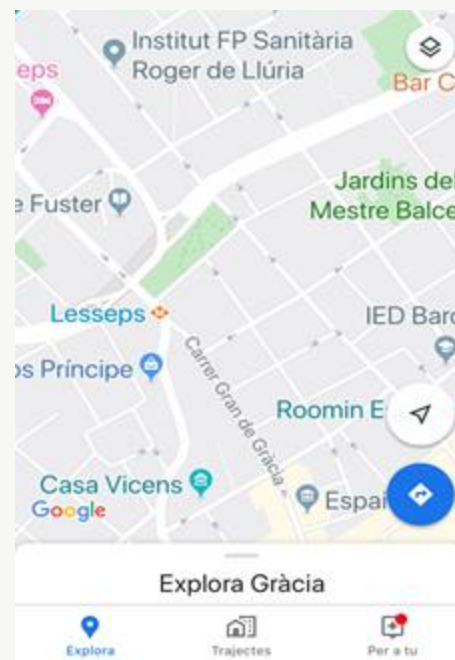 Institut FP Sanitària
Roger de Llúria
eps
Bar C
Jardins del
Mestre Balce
e Fuster
Lesseps
IED Barc
os Príncipe
Carrer Gran de Gràcia
Roomin E
Casa Vicens
Google
Espai
Explora Gràcia
Explora
Trajectes
Per a tu